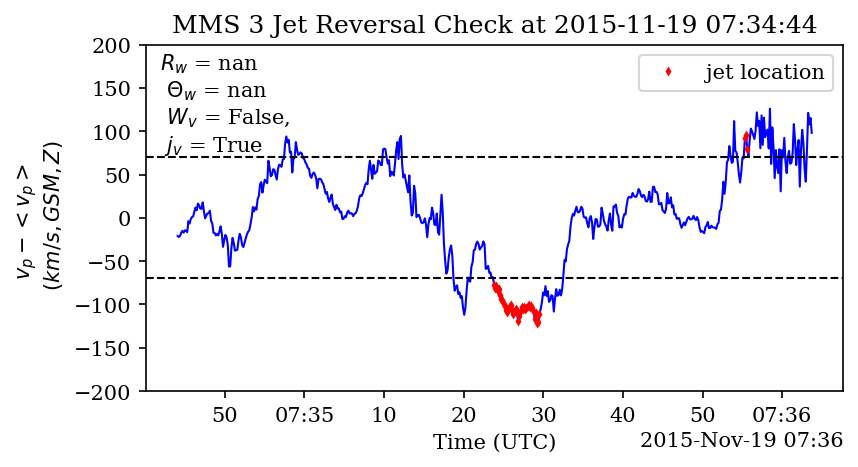 MMS 3 Jet Reversal Check at 2015-11-19 07:34:44
R_w = nan
Θ_w = nan
W_v = False,
j_v = True
jet location
v_p − < v_p >
(km/s, GSM, Z)
200
150
100
50
0
−50
−100
−150
−200
50 07:35 10 20 30 40 50 07:36
Time (UTC)
2015-Nov-19 07:36